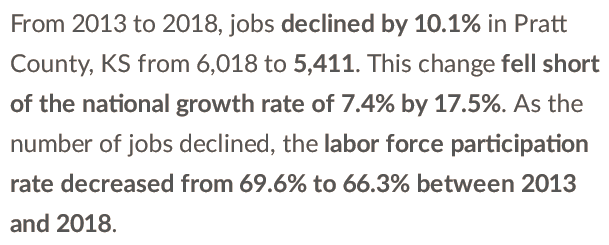 From 2013 to 2018, jobs declined by 10.1% in Pratt
County, KS from 6,018 to 5,411. This change fell short
of the national growth rate of 7.4% by 17.5%. As the
number of jobs declined, the labor force participation
rate decreased from 69.6% to 66.3% between 2013
and 2018.